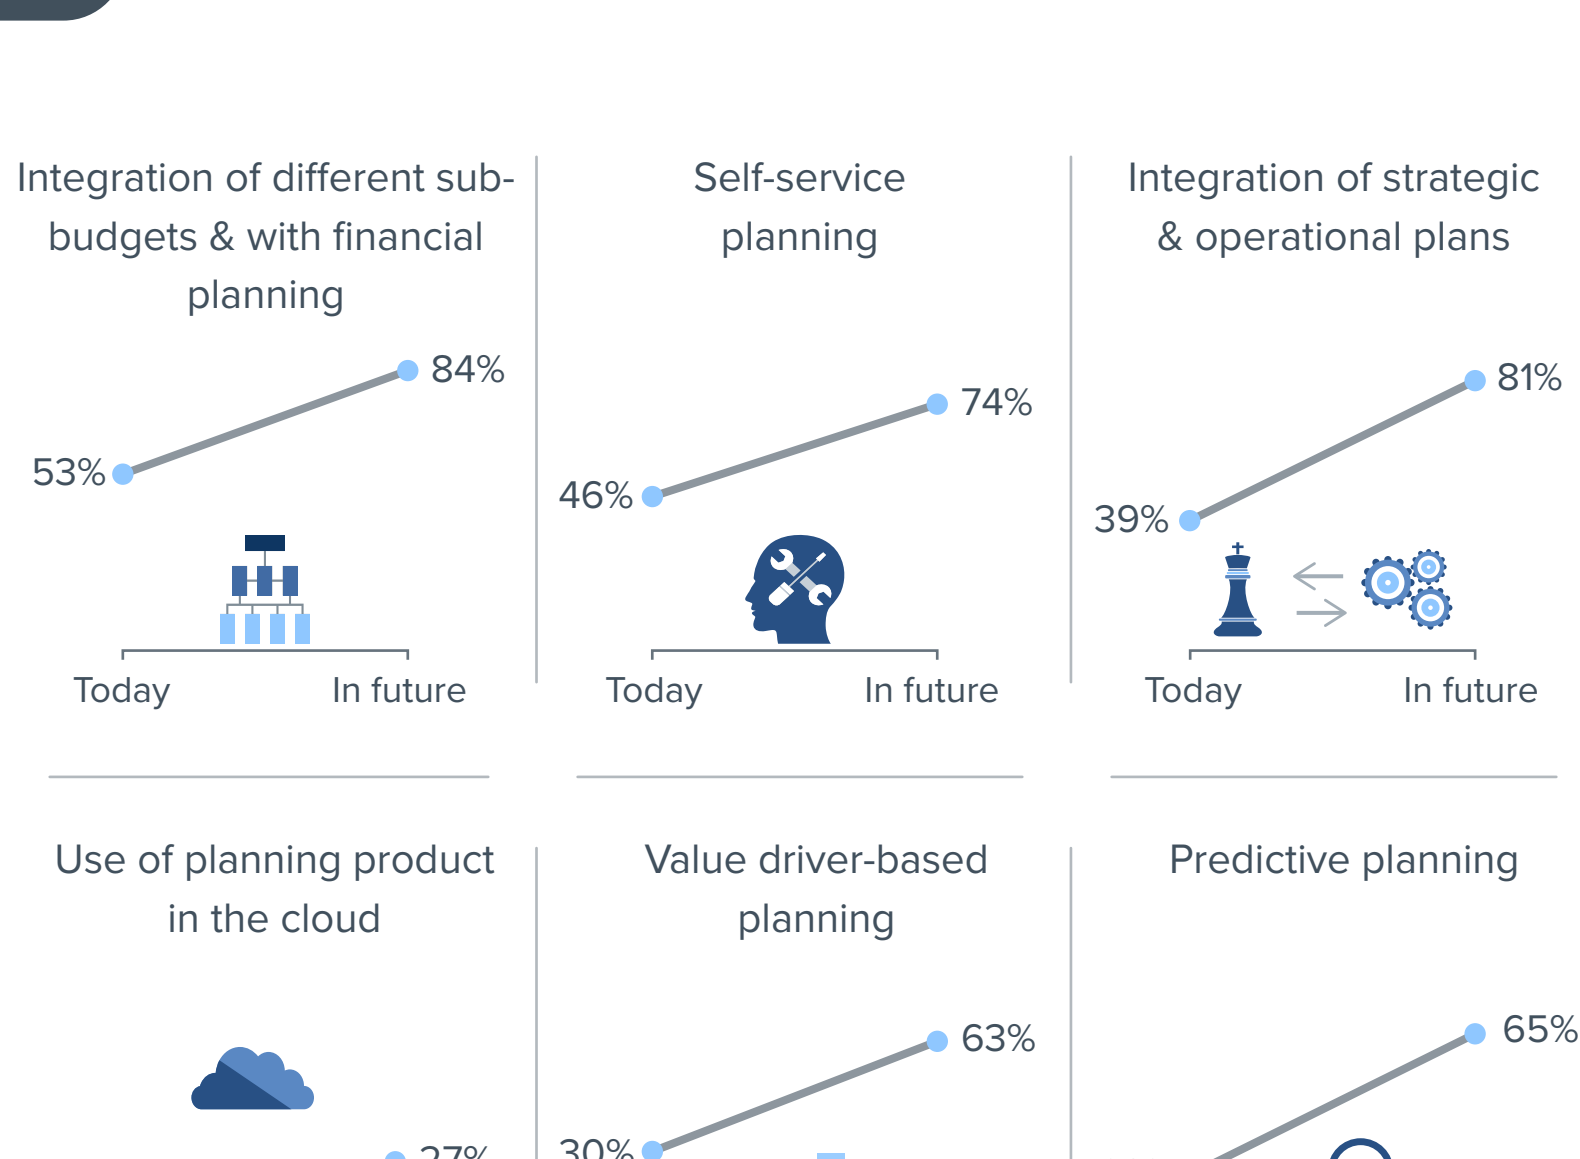 Integration of different sub-
budgets & with financial
planning
84%
53%
Today
In future
Self-service
planning
74%
46%
Today
In future
Integration of strategic
& operational plans
81%
39%
Today
In future
Use of planning product
in the cloud
27%
Value driver-based
planning
63%
30%
Predictive planning
65%